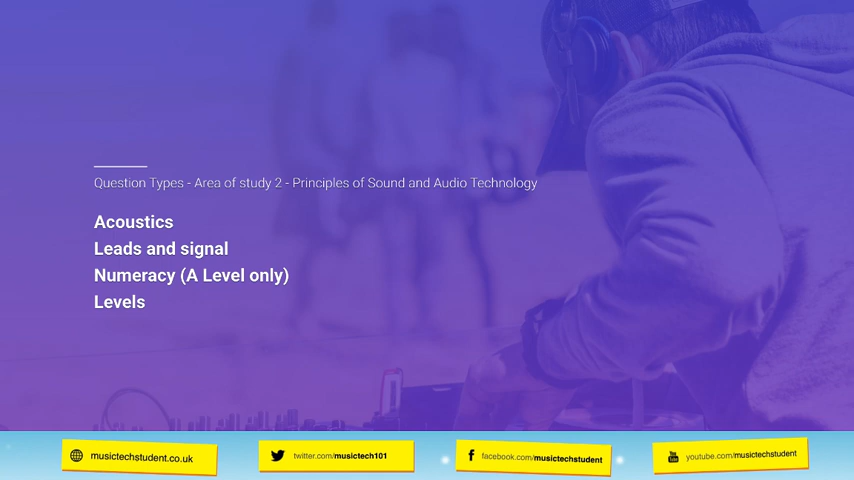 Question Types - Area of study 2 - Principles of Sound and Audio Technology
Acoustics
Leads and signal
Numeracy (A Level only)
Levels
musictechstudent.co.uk
twitter.com/musictech101
facebook.com/musictechstudent
youtube.com/musictechstudent